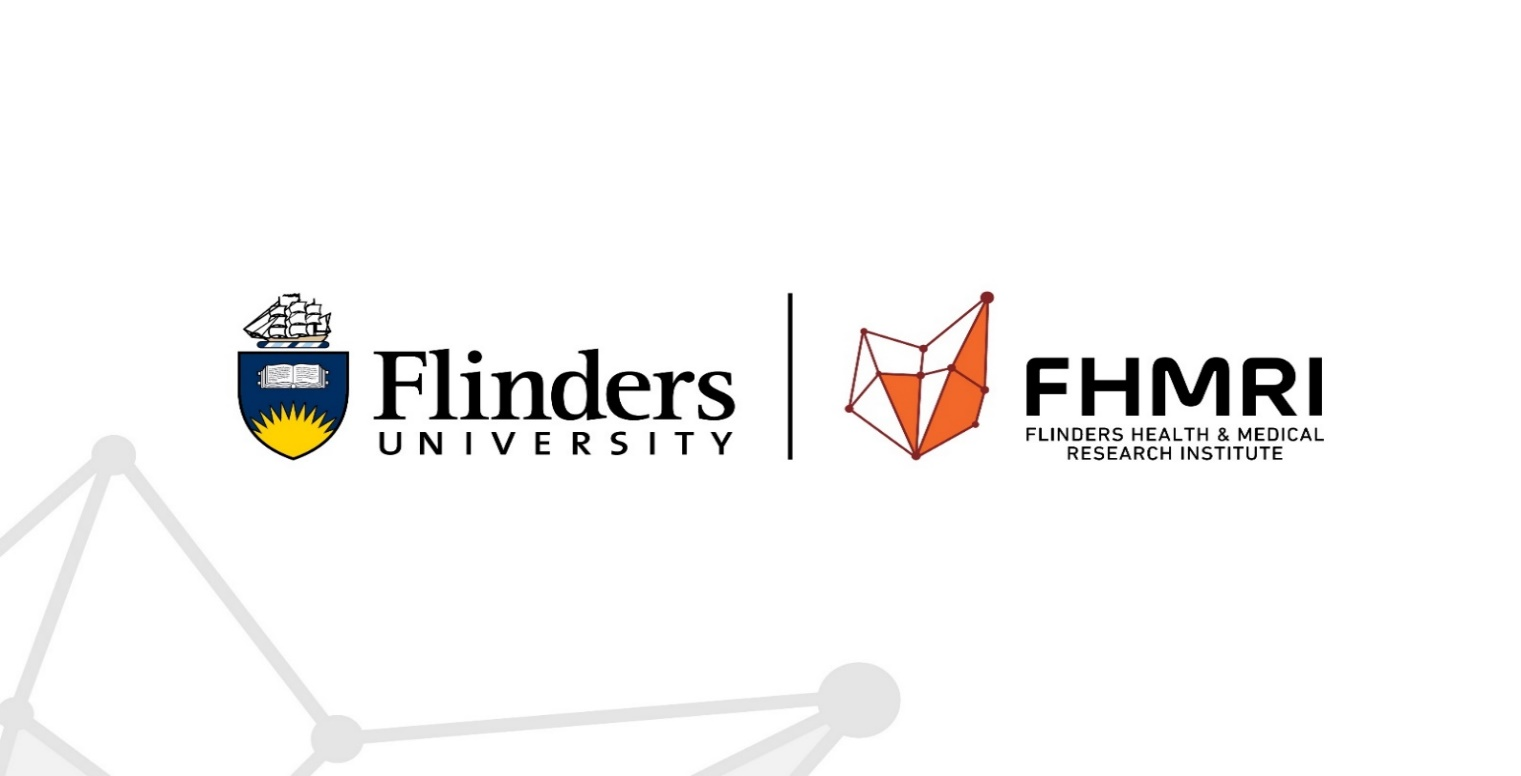 Flinders
UNIVERSITY
FHMRI
FLINDERS HEALTH & MEDICAL
RESEARCH INSTITUTE